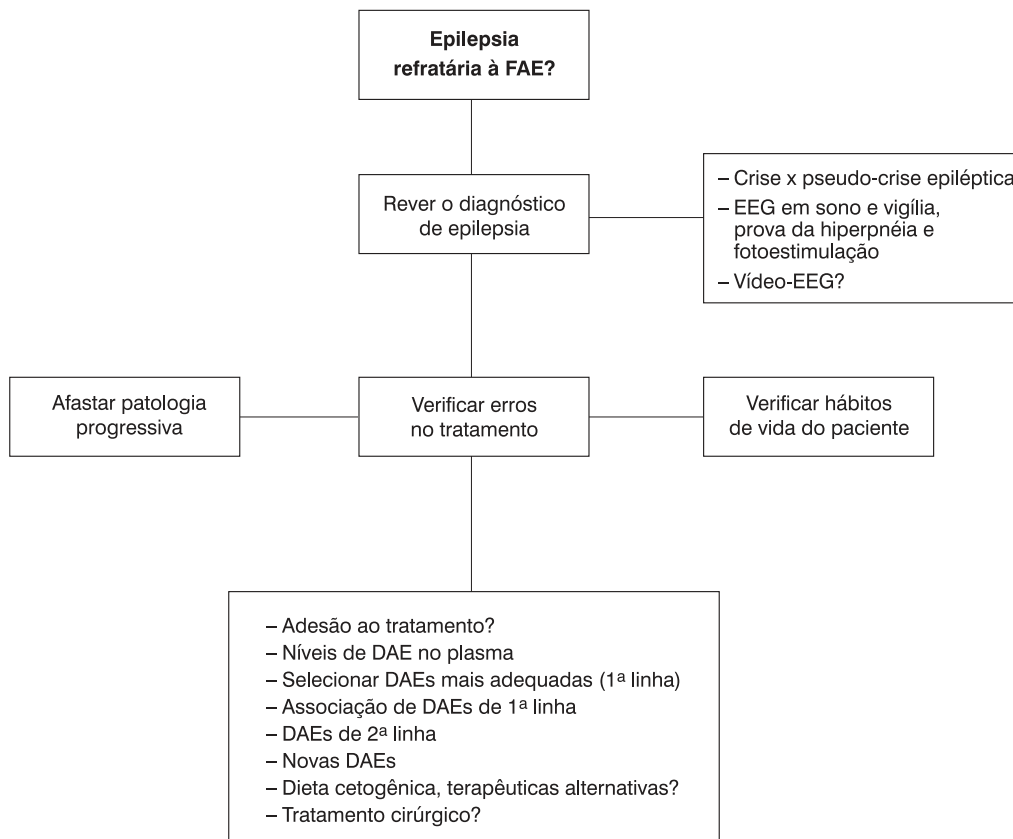 Epilepsia
refratária à FAE?
Rever o diagnóstico
de epilepsia
– Crise x pseudo-crise epiléptica
– EEG em sono e vigília,
prova da hiperpnéia e
fotoestimulação
– Vídeo-EEG?
Afastar patologia
progressiva
Verificar erros
no tratamento
Verificar hábitos
de vida do paciente
– Adesão ao tratamento?
– Níveis de DAE no plasma
– Selecionar DAEs mais adequadas (1ª linha)
– Associação de DAEs de 1ª linha
– DAEs de 2ª linha
– Novas DAEs
– Dieta cetogênica, terapêuticas alternativas?
– Tratamento cirúrgico?